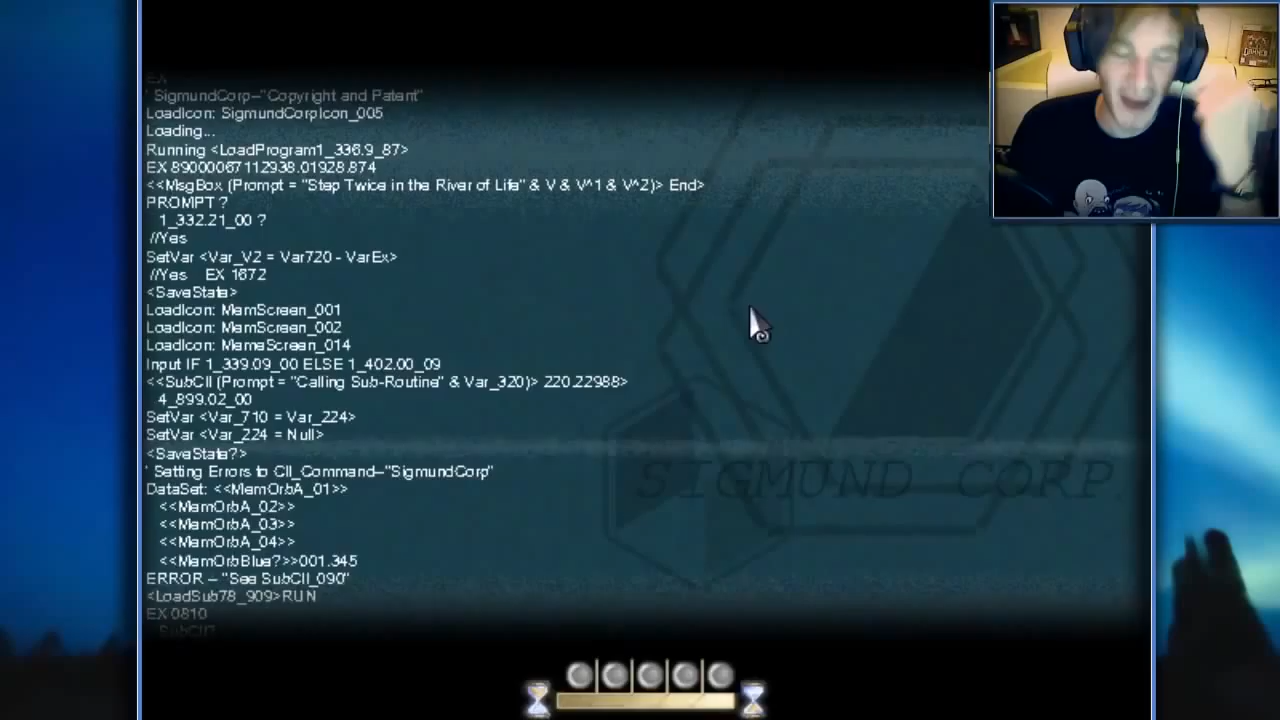 EX
' SigmundCorp–"Copyright and Patent"
LoadIcon: SigmundCorpIcon_005
Loading...
Running <LoadProgram1_336.9_87>
EX 89000067112938.01928.874
<<MsgBox (Prompt = "Step Twice in the River of Life" & V & V^1 & V^2)> End>
PROMPT ?
1_332.21_00 ?
//Yes
SetVar <Var_V2 = Var720 - VarEx>
//Yes EX 1672
<SaveState>
LoadIcon: MemScreen_001
LoadIcon: MemScreen_002
LoadIcon: MemeScreen_014
Input IF 1_339.09_00 ELSE 1_402.00_09
<<SubCll (Prompt = "Calling Sub-Routine" & Var_320)> 220.22988>
4_899.02_00
SetVar <Var_710 = Var_224>
SetVar <Var_224 = Null>
<SaveState?>
' Setting Errors to Cll_Command–"SigmundCorp"
DataSet: <<MemOrbA_01>>
<<MemOrbA_02>>
<<MemOrbA_03>>
<<MemOrbA_04>>
<<MemOrbBlue?>>001.345
ERROR – "See SubCll_090"
<LoadSub78_909>RUN
EX 0810
SubCll?
SIGMUND CORP.